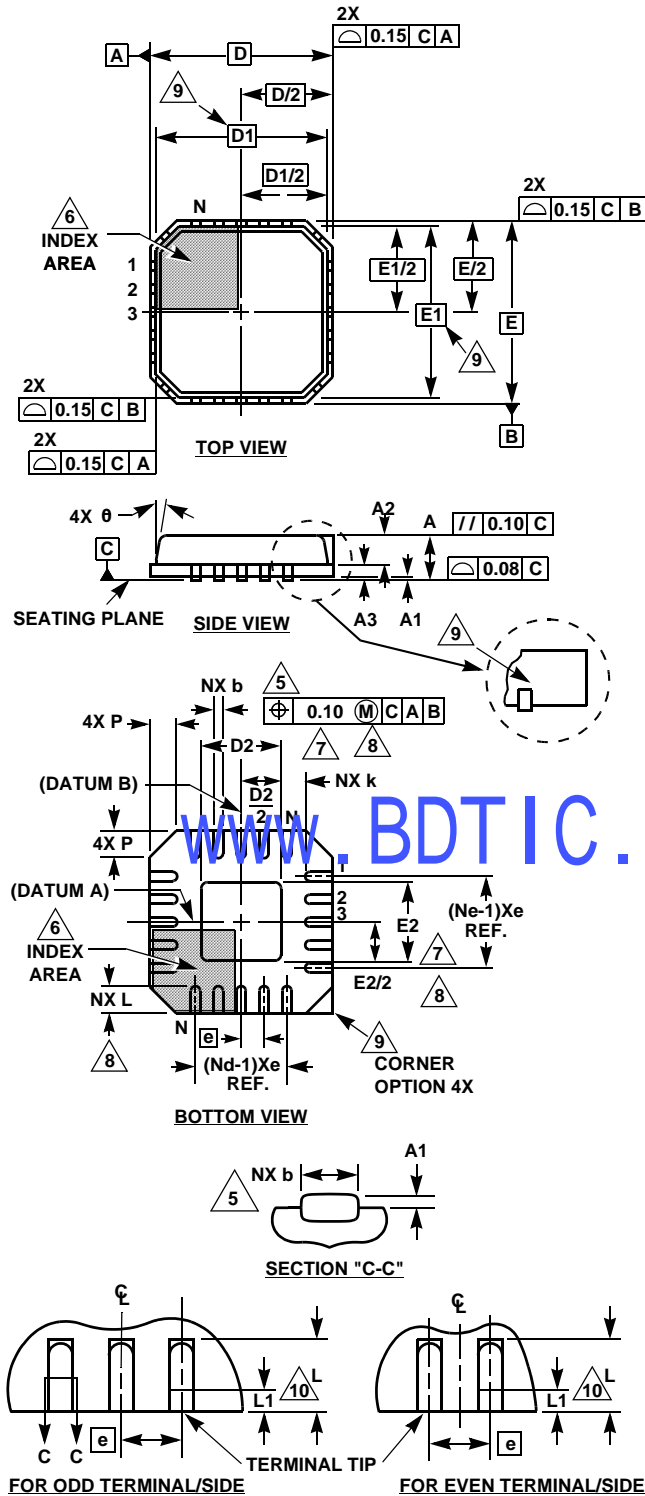 2X
0.15 C A
A
D
D/2
9
D1
D1/2
2X
0.15 C B
N
6
INDEX
AREA
1
2
3
E1/2
E/2
E1
E
9
2X
0.15 C B
2X
0.15 C A
B
TOP VIEW
4X θ
A2
A
// 0.10 C
C
0.08 C
SEATING PLANE
SIDE VIEW
A3
A1
9
NX b
5
0.10 M C A B
4X P
D2
7
8
(DATUM B)
D2
2
NX k
N
WWW.BDTIC.
4X P
1
2
3
(DATUM A)
(Ne-1)Xe
REF.
6
INDEX
AREA
E2
7
E2/2
8
NX L
N
e
8
(Nd-1)Xe
REF.
9
CORNER
OPTION 4X
BOTTOM VIEW
NX b
A1
5
SECTION "C-C"
CL
CL
L
10
L1
L
10
L1
C
C
e
TERMINAL TIP
e
FOR ODD TERMINAL/SIDE
FOR EVEN TERMINAL/SIDE